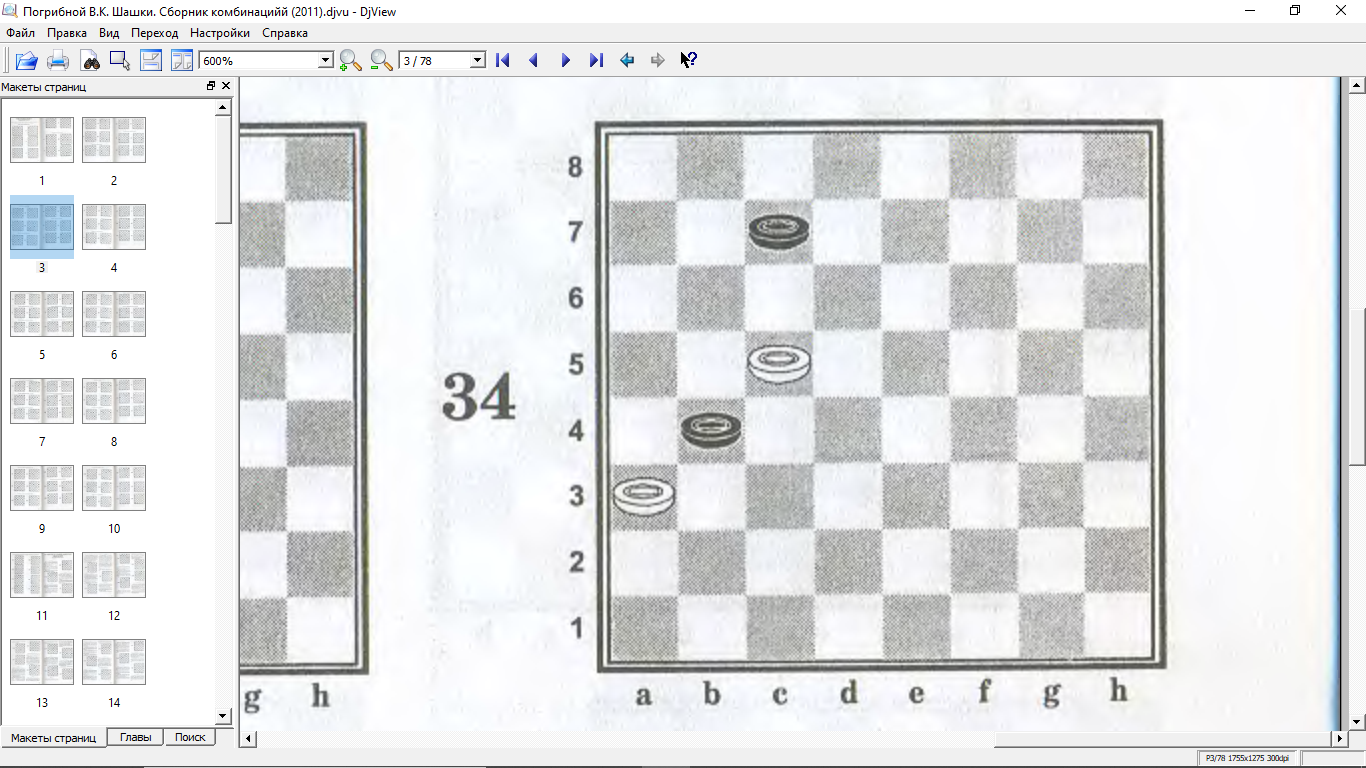 Погрибной В.К. Шашки. Сборник комбинаций (2011).djvu - DjView
Файл Правка Вид Переход Настройки Справка
600% 3 / 78
Макеты страниц
1 2
3 4
5 6
7 8
9 10
11 12
13 14
Макеты страниц Главы Поиск
34
8
7
6
5
4
3
2
1
g h
a b c d e f g h
P3/78 1755x1275 300dpi